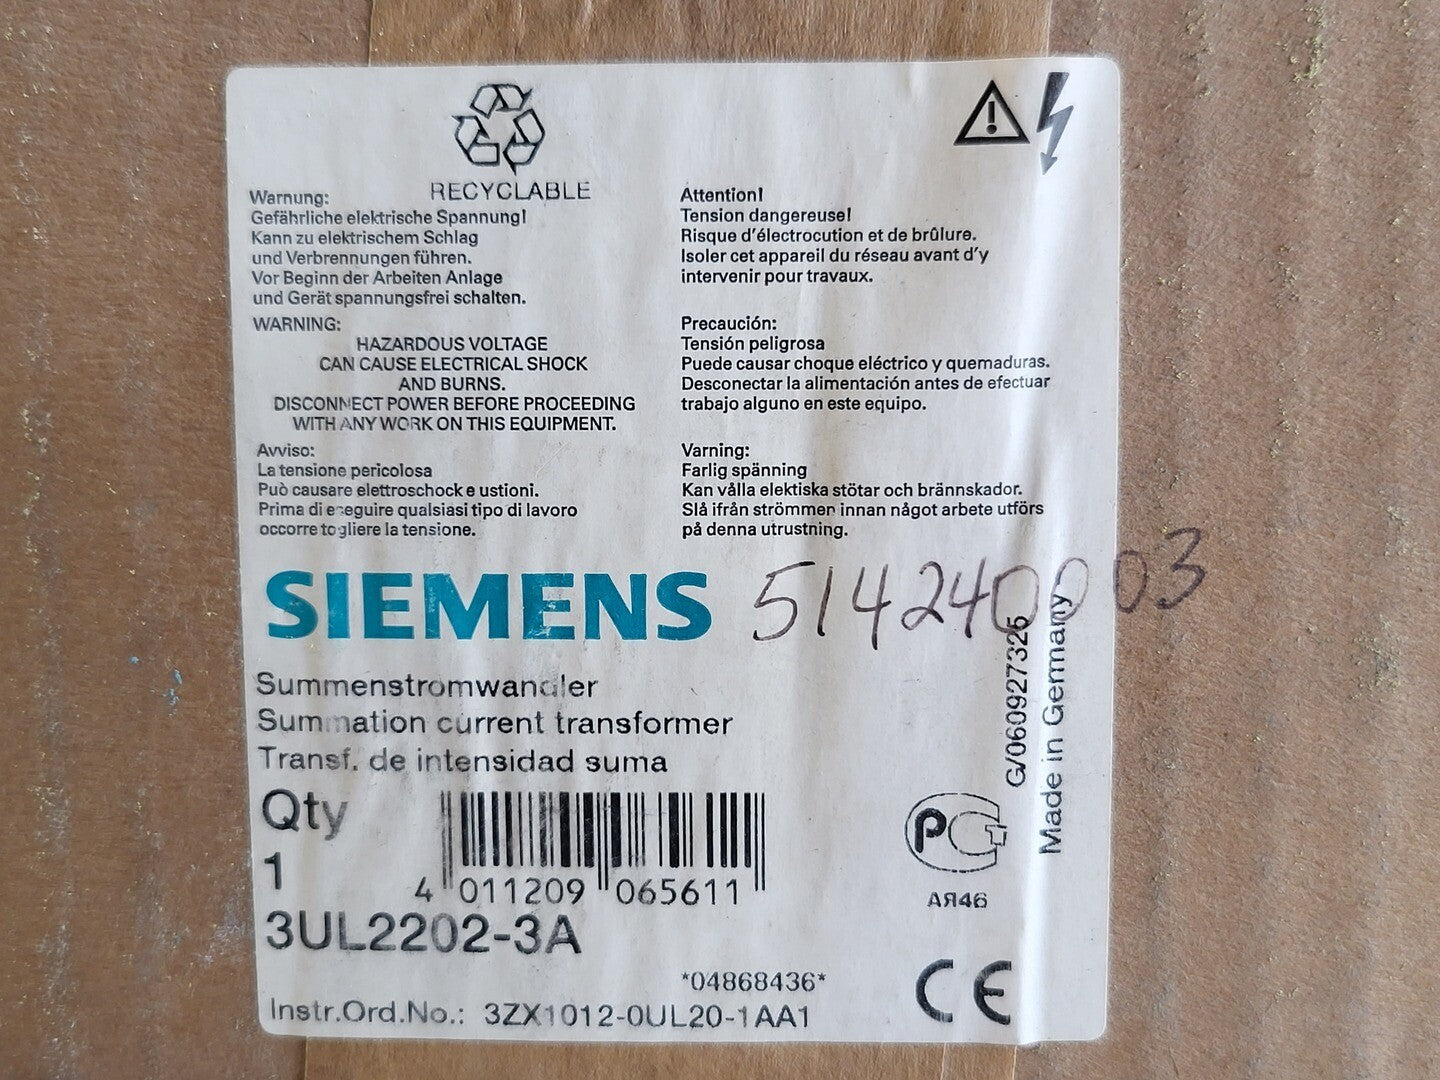 RECYCLABLE
Warnung:
Gefährliche elektrische Spannung!
Kann zu elektrischem Schlag
und Verbrennungen führen.
Vor Beginn der Arbeiten Anlage
und Gerät spannungsfrei schalten.
WARNING:
HAZARDOUS VOLTAGE
CAN CAUSE ELECTRICAL SHOCK
AND BURNS.
DISCONNECT POWER BEFORE PROCEEDING
WITH ANY WORK ON THIS EQUIPMENT.
Avviso:
La tensione pericolosa
Può causare elettroschock e ustioni.
Prima di eseguire qualsiasi tipo di lavoro
occorre togliere la tensione.
Attention!
Tension dangereuse!
Risque d'électrocution et de brûlure.
Isoler cet appareil du réseau avant d'y
intervenir pour travaux.
Precaución:
Tensión peligrosa
Puede causar choque eléctrico y quemaduras.
Desconectar la alimentación antes de efectuar
trabajo alguno en este equipo.
Varning:
Farlig spänning
Kan vålla elektiska stötar och brännskador.
Slå ifrån strömmen innan något arbete utförs
på denna utrustning.
SIEMENS
514240003
Summenstromwandler
Summation current transformer
Transf. de intensidad suma
G/060927326
Made in Germany
Qty
1
4 011209 065611
PC
АЯ46
3UL2202-3A
*04868436*
Instr.Ord.No.: 3ZX1012-0UL20-1AA1
CE